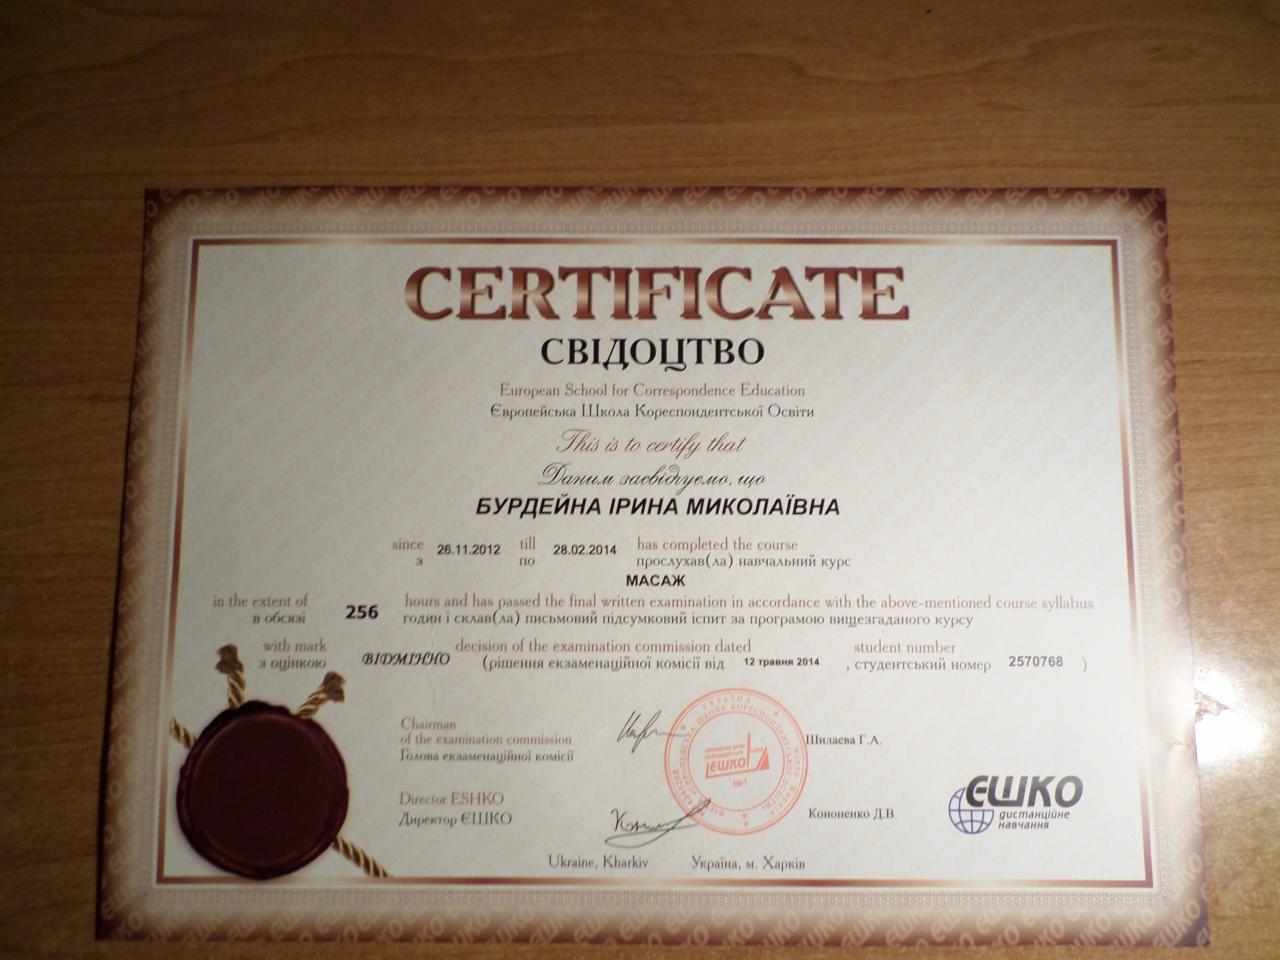 CERTIFICATE
СВІДОЦТВО
European School for Correspondence Education
Європейська Школа Кореспондентської Освіти
This is to certify that
Даним засвідчуємо, що
БУРДЕЙНА ІРИНА МИКОЛАЇВНА
since 26.11.2012 till 28.02.2014 has completed the course
з по прослухав(ла) навчальний курс
МАСАЖ
in the extent of 256 hours and has passed the final written examination in accordance with the above-mentioned course syllabus
в обсязі годин і склав(ла) письмовий підсумковий іспит за програмою вищезгаданого курсу
with mark decision of the examination commission dated student number
з оцінкою ВІДМІННО (рішення екзаменаційної комісії від 12 травня 2014 , студентський номер 2570768 )
Chairman
of the examination commission Шилаєва Г.А.
Голова екзаменаційної комісії
УКРАЇНА
ЄВРОПЕЙСЬКА ШКОЛА КОРЕСПОНДЕНТСЬКОЇ ОСВІТИ
ЄШКО
№1
Director ESHKO
Директор ЄШКО Кононенко Д.В
ЄШКО
дистанційне
навчання
Ukraine, Kharkiv Україна, м. Харків